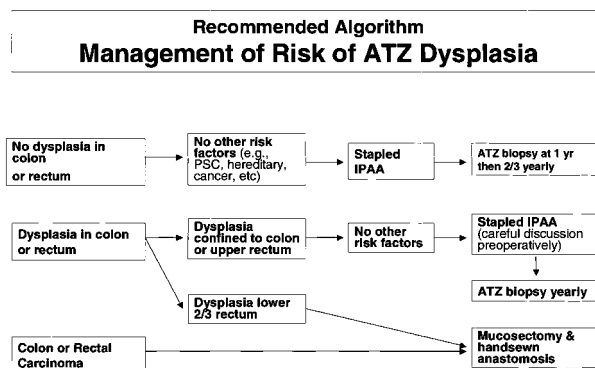 Recommended Algorithm
Management of Risk of ATZ Dysplasia
No dysplasia in
colon
or rectum
No other risk
factors (e.g.,
PSC, hereditary,
cancer, etc)
Stapled
IPAA
ATZ biopsy at 1 yr
then 2/3 yearly
Dysplasia in colon
or rectum
Dysplasia
confined to colon
or upper rectum
No other
risk factors
Stapled IPAA
(careful discussion
preoperatively)
ATZ biopsy yearly
Dysplasia lower
2/3 rectum
Colon or Rectal
Carcinoma
Mucosectomy &
handsewn
anastomosis